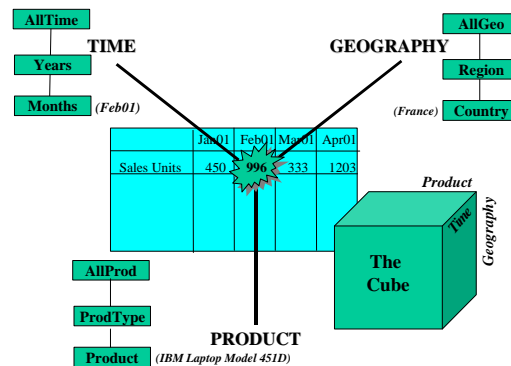 AllTime
TIME
Years
Months
(Feb01)
GEOGRAPHY
AllGeo
Region
(France)
Country
Jan01 Feb01 Mar01 Apr01
Sales Units 450 996 333 1203
Product
Time
Geography
The
Cube
AllProd
ProdType
PRODUCT
Product
(IBM Laptop Model 451D)